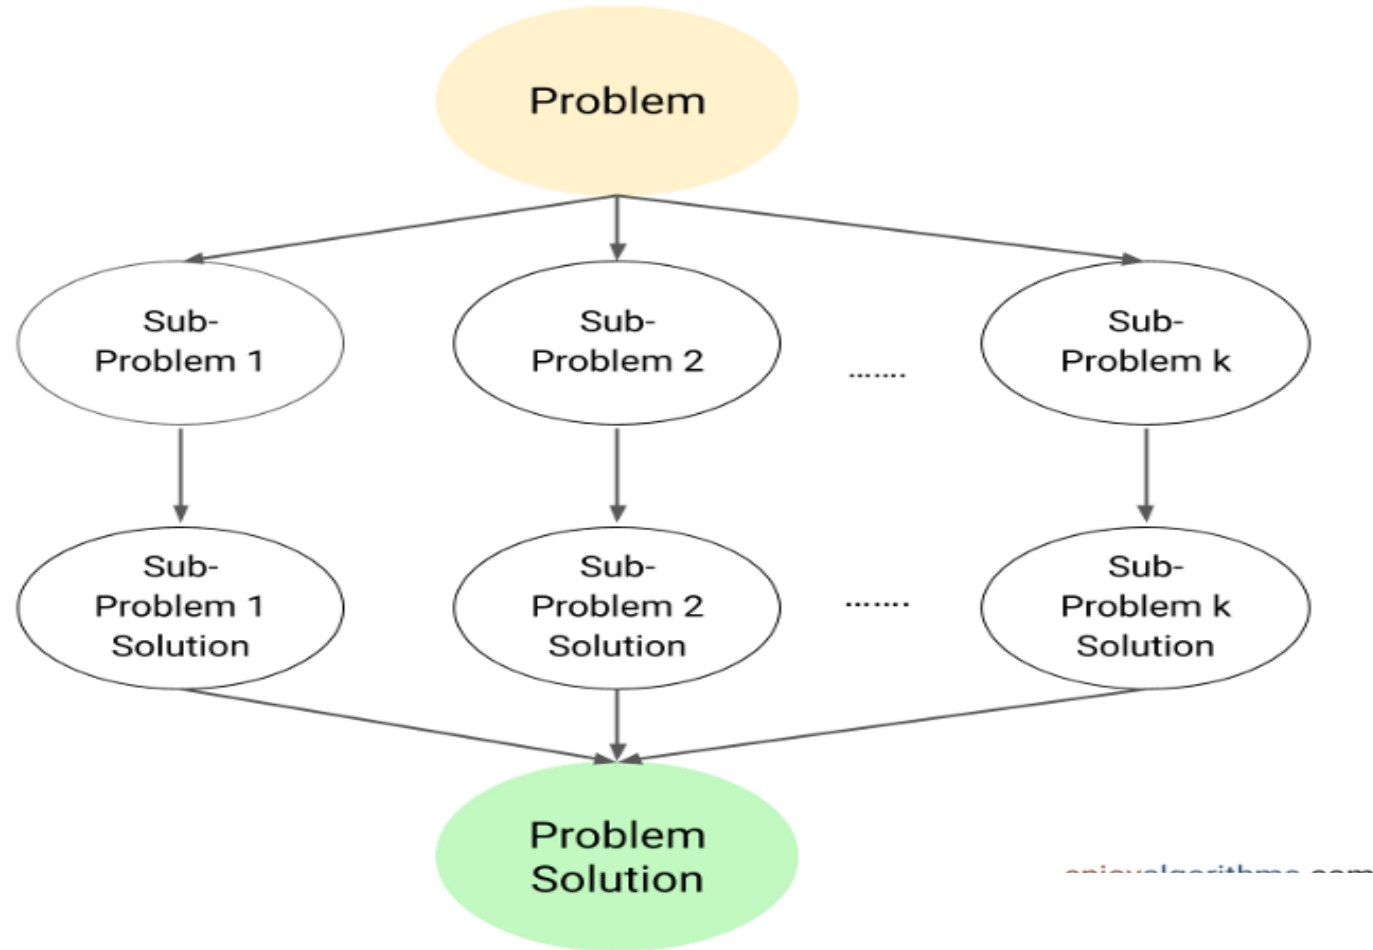 Problem
Sub-
Problem 1
Sub-
Problem 2
.......
Sub-
Problem k
Sub-
Problem 1
Solution
Sub-
Problem 2
Solution
.......
Sub-
Problem k
Solution
Problem
Solution